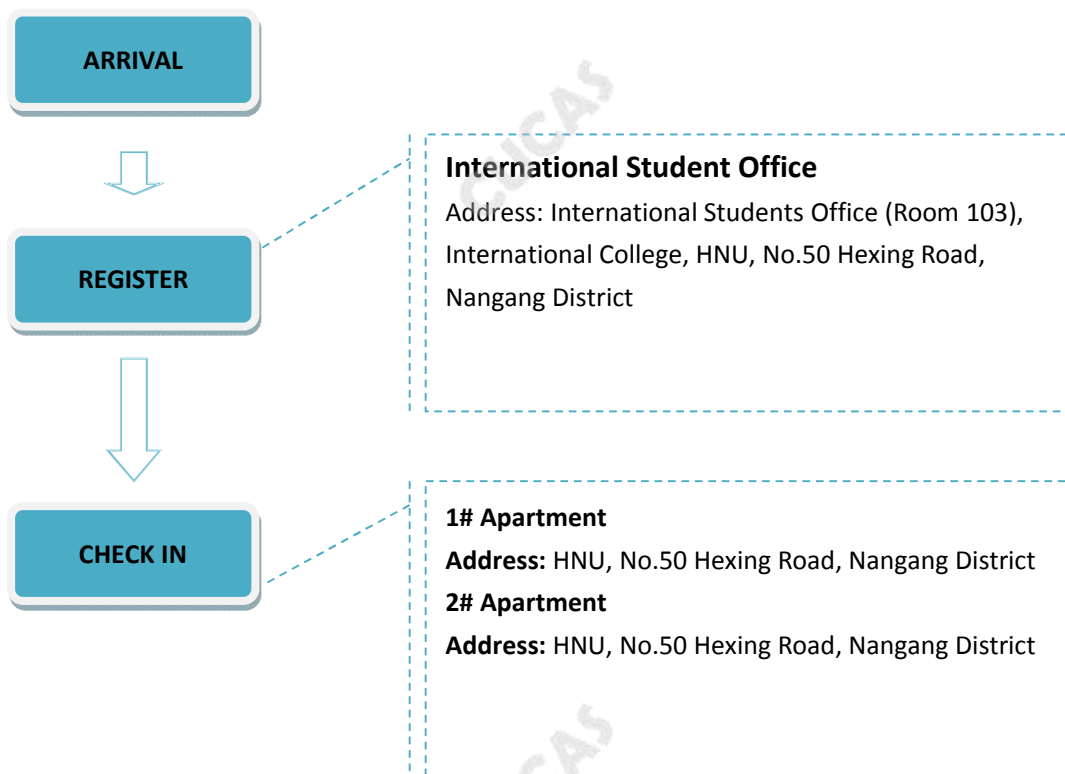 ARRIVAL
CUCAS
International Student Office
Address: International Students Office (Room 103),
International College, HNU, No.50 Hexing Road,
Nangang District
REGISTER
1# Apartment
Address: HNU, No.50 Hexing Road, Nangang District
2# Apartment
Address: HNU, No.50 Hexing Road, Nangang District
CHECK IN
CUCAS